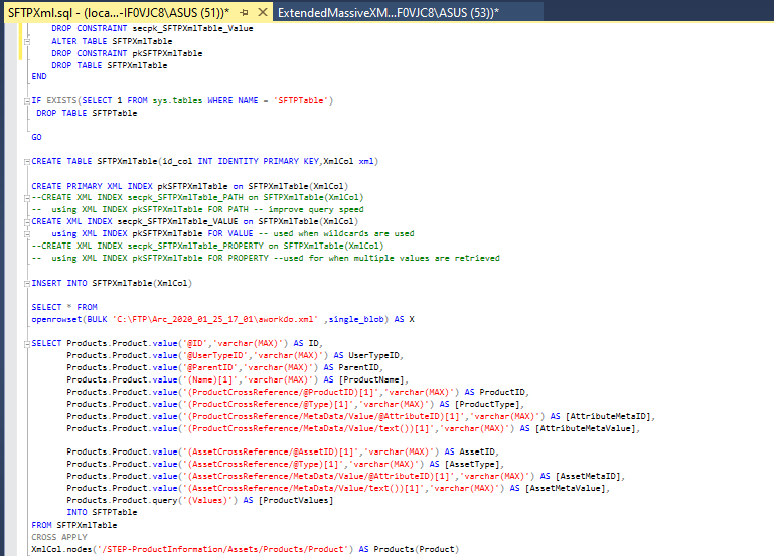 SFTPXml.sql - (loca...-IF0VJC8\ASUS (51))* ExtendedMassiveXMl...F0VJC8\ASUS (53))*
DROP CONSTRAINT secpk_SFTPXmlTable_Value
ALTER TABLE SFTPXmlTable
DROP CONSTRAINT pkSFTPXmlTable
DROP TABLE SFTPXmlTable
END
IF EXISTS(SELECT 1 FROM sys.tables WHERE NAME = 'SFTPTable')
DROP TABLE SFTPTable
GO
CREATE TABLE SFTPXmlTable(id_col INT IDENTITY PRIMARY KEY,XmlCol xml)
CREATE PRIMARY XML INDEX pkSFTPXmlTable on SFTPXmlTable(XmlCol)
--CREATE XML INDEX secpk_SFTPXmlTable_PATH on SFTPXmlTable(XmlCol)
-- using XML INDEX pkSFTPXmlTable FOR PATH -- improve query speed
CREATE XML INDEX secpk_SFTPXmlTable_VALUE on SFTPXmlTable(XmlCol)
using XML INDEX pkSFTPXmlTable FOR VALUE -- used when wildcards are used
--CREATE XML INDEX secpk_SFTPXmlTable_PROPERTY on SFTPXmlTable(XmlCol)
-- using XML INDEX pkSFTPXmlTable FOR PROPERTY --used for when multiple values are retrieved
INSERT INTO SFTPXmlTable(XmlCol)
SELECT * FROM
openrowset(BULK 'C:\FTP\Arc_2020_01_25_17_01\aworkdo.xml' ,single_blob) AS X
SELECT Products.Product.value('@ID','varchar(MAX)') AS ID,
Products.Product.value('@UserTypeID','varchar(MAX)') AS UserTypeID,
Products.Product.value('@ParentID','varchar(MAX)') AS ParentID,
Products.Product.value('(Name)[1]','varchar(MAX)') AS [ProductName],
Products.Product.value('(ProductCrossReference/@ProductID)[1]','varchar(MAX)') AS ProductID,
Products.Product.value('(ProductCrossReference/@Type)[1]','varchar(MAX)') AS [ProductType],
Products.Product.value('(ProductCrossReference/MetaData/Value/@AttributeID)[1]','varchar(MAX)') AS [AttributeMetaID],
Products.Product.value('(ProductCrossReference/MetaData/Value/text())[1]','varchar(MAX)') AS [AttributeMetaValue],
Products.Product.value('(AssetCrossReference/@AssetID)[1]','varchar(MAX)') AS AssetID,
Products.Product.value('(AssetCrossReference/@Type)[1]','varchar(MAX)') AS [AssetType],
Products.Product.value('(AssetCrossReference/MetaData/Value/@AttributeID)[1]','varchar(MAX)') AS [AssetMetaID],
Products.Product.value('(AssetCrossReference/MetaData/Value/text())[1]','varchar(MAX)') AS [AssetMetaValue],
Products.Product.query('(Values)') AS [ProductValues]
INTO SFTPTable
FROM SFTPXmlTable
CROSS APPLY
XmlCol.nodes('/STEP-ProductInformation/Assets/Products/Product') AS Products(Product)